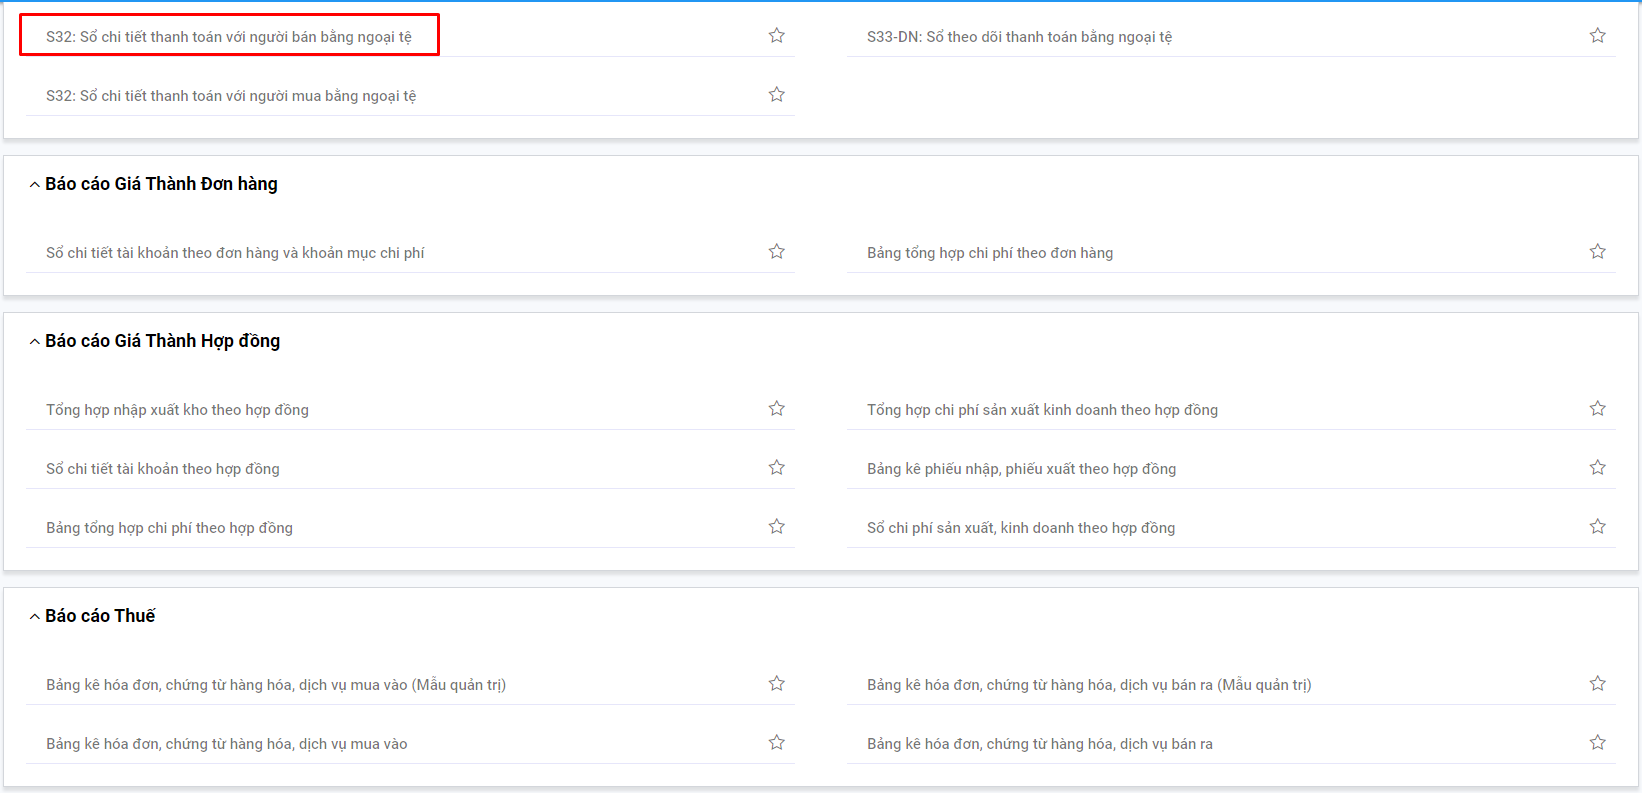 S32: Sổ chi tiết thanh toán với người bán bằng ngoại tệ
S33-DN: Sổ theo dõi thanh toán bằng ngoại tệ
S32: Sổ chi tiết thanh toán với người mua bằng ngoại tệ
Báo cáo Giá Thành Đơn hàng
Sổ chi tiết tài khoản theo đơn hàng và khoản mục chi phí
Bảng tổng hợp chi phí theo đơn hàng
Báo cáo Giá Thành Hợp đồng
Tổng hợp nhập xuất kho theo hợp đồng
Tổng hợp chi phí sản xuất kinh doanh theo hợp đồng
Sổ chi tiết tài khoản theo hợp đồng
Bảng kê phiếu nhập, phiếu xuất theo hợp đồng
Bảng tổng hợp chi phí theo hợp đồng
Sổ chi phí sản xuất, kinh doanh theo hợp đồng
Báo cáo Thuế
Bảng kê hóa đơn, chứng từ hàng hóa, dịch vụ mua vào (Mẫu quản trị)
Bảng kê hóa đơn, chứng từ hàng hóa, dịch vụ bán ra (Mẫu quản trị)
Bảng kê hóa đơn, chứng từ hàng hóa, dịch vụ mua vào
Bảng kê hóa đơn, chứng từ hàng hóa, dịch vụ bán ra